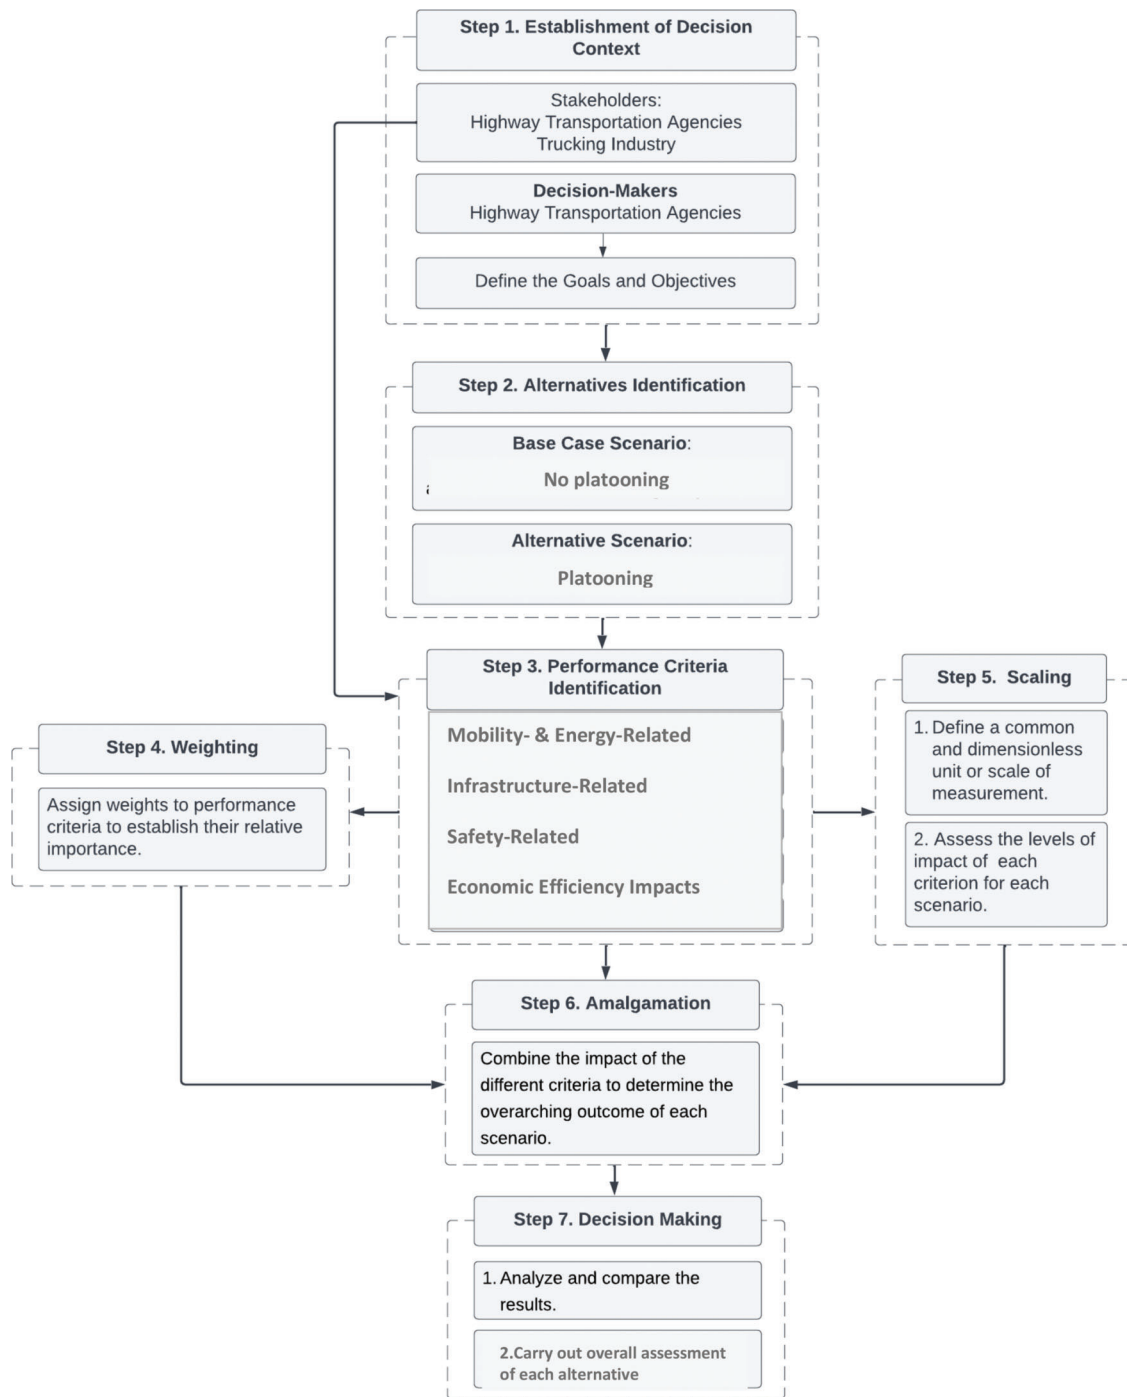 Step 1. Establishment of Decision
Context
Stakeholders:
Highway Transportation Agencies
Trucking Industry
Decision-Makers
Highway Transportation Agencies
Define the Goals and Objectives
Step 2. Alternatives Identification
Base Case Scenario:
No platooning
Alternative Scenario:
Platooning
Step 3. Performance Criteria
Identification
Mobility- & Energy-Related
Infrastructure-Related
Safety-Related
Economic Efficiency Impacts
Step 4. Weighting
Assign weights to performance
criteria to establish their relative
importance.
Step 5. Scaling
1. Define a common
and dimensionless
unit or scale of
measurement.
2. Assess the levels of
impact of each
criterion for each
scenario.
Step 6. Amalgamation
Combine the impact of the
different criteria to determine the
overarching outcome of each
scenario.
Step 7. Decision Making
1. Analyze and compare the
results.
2.Carry out overall assessment
of each alternative